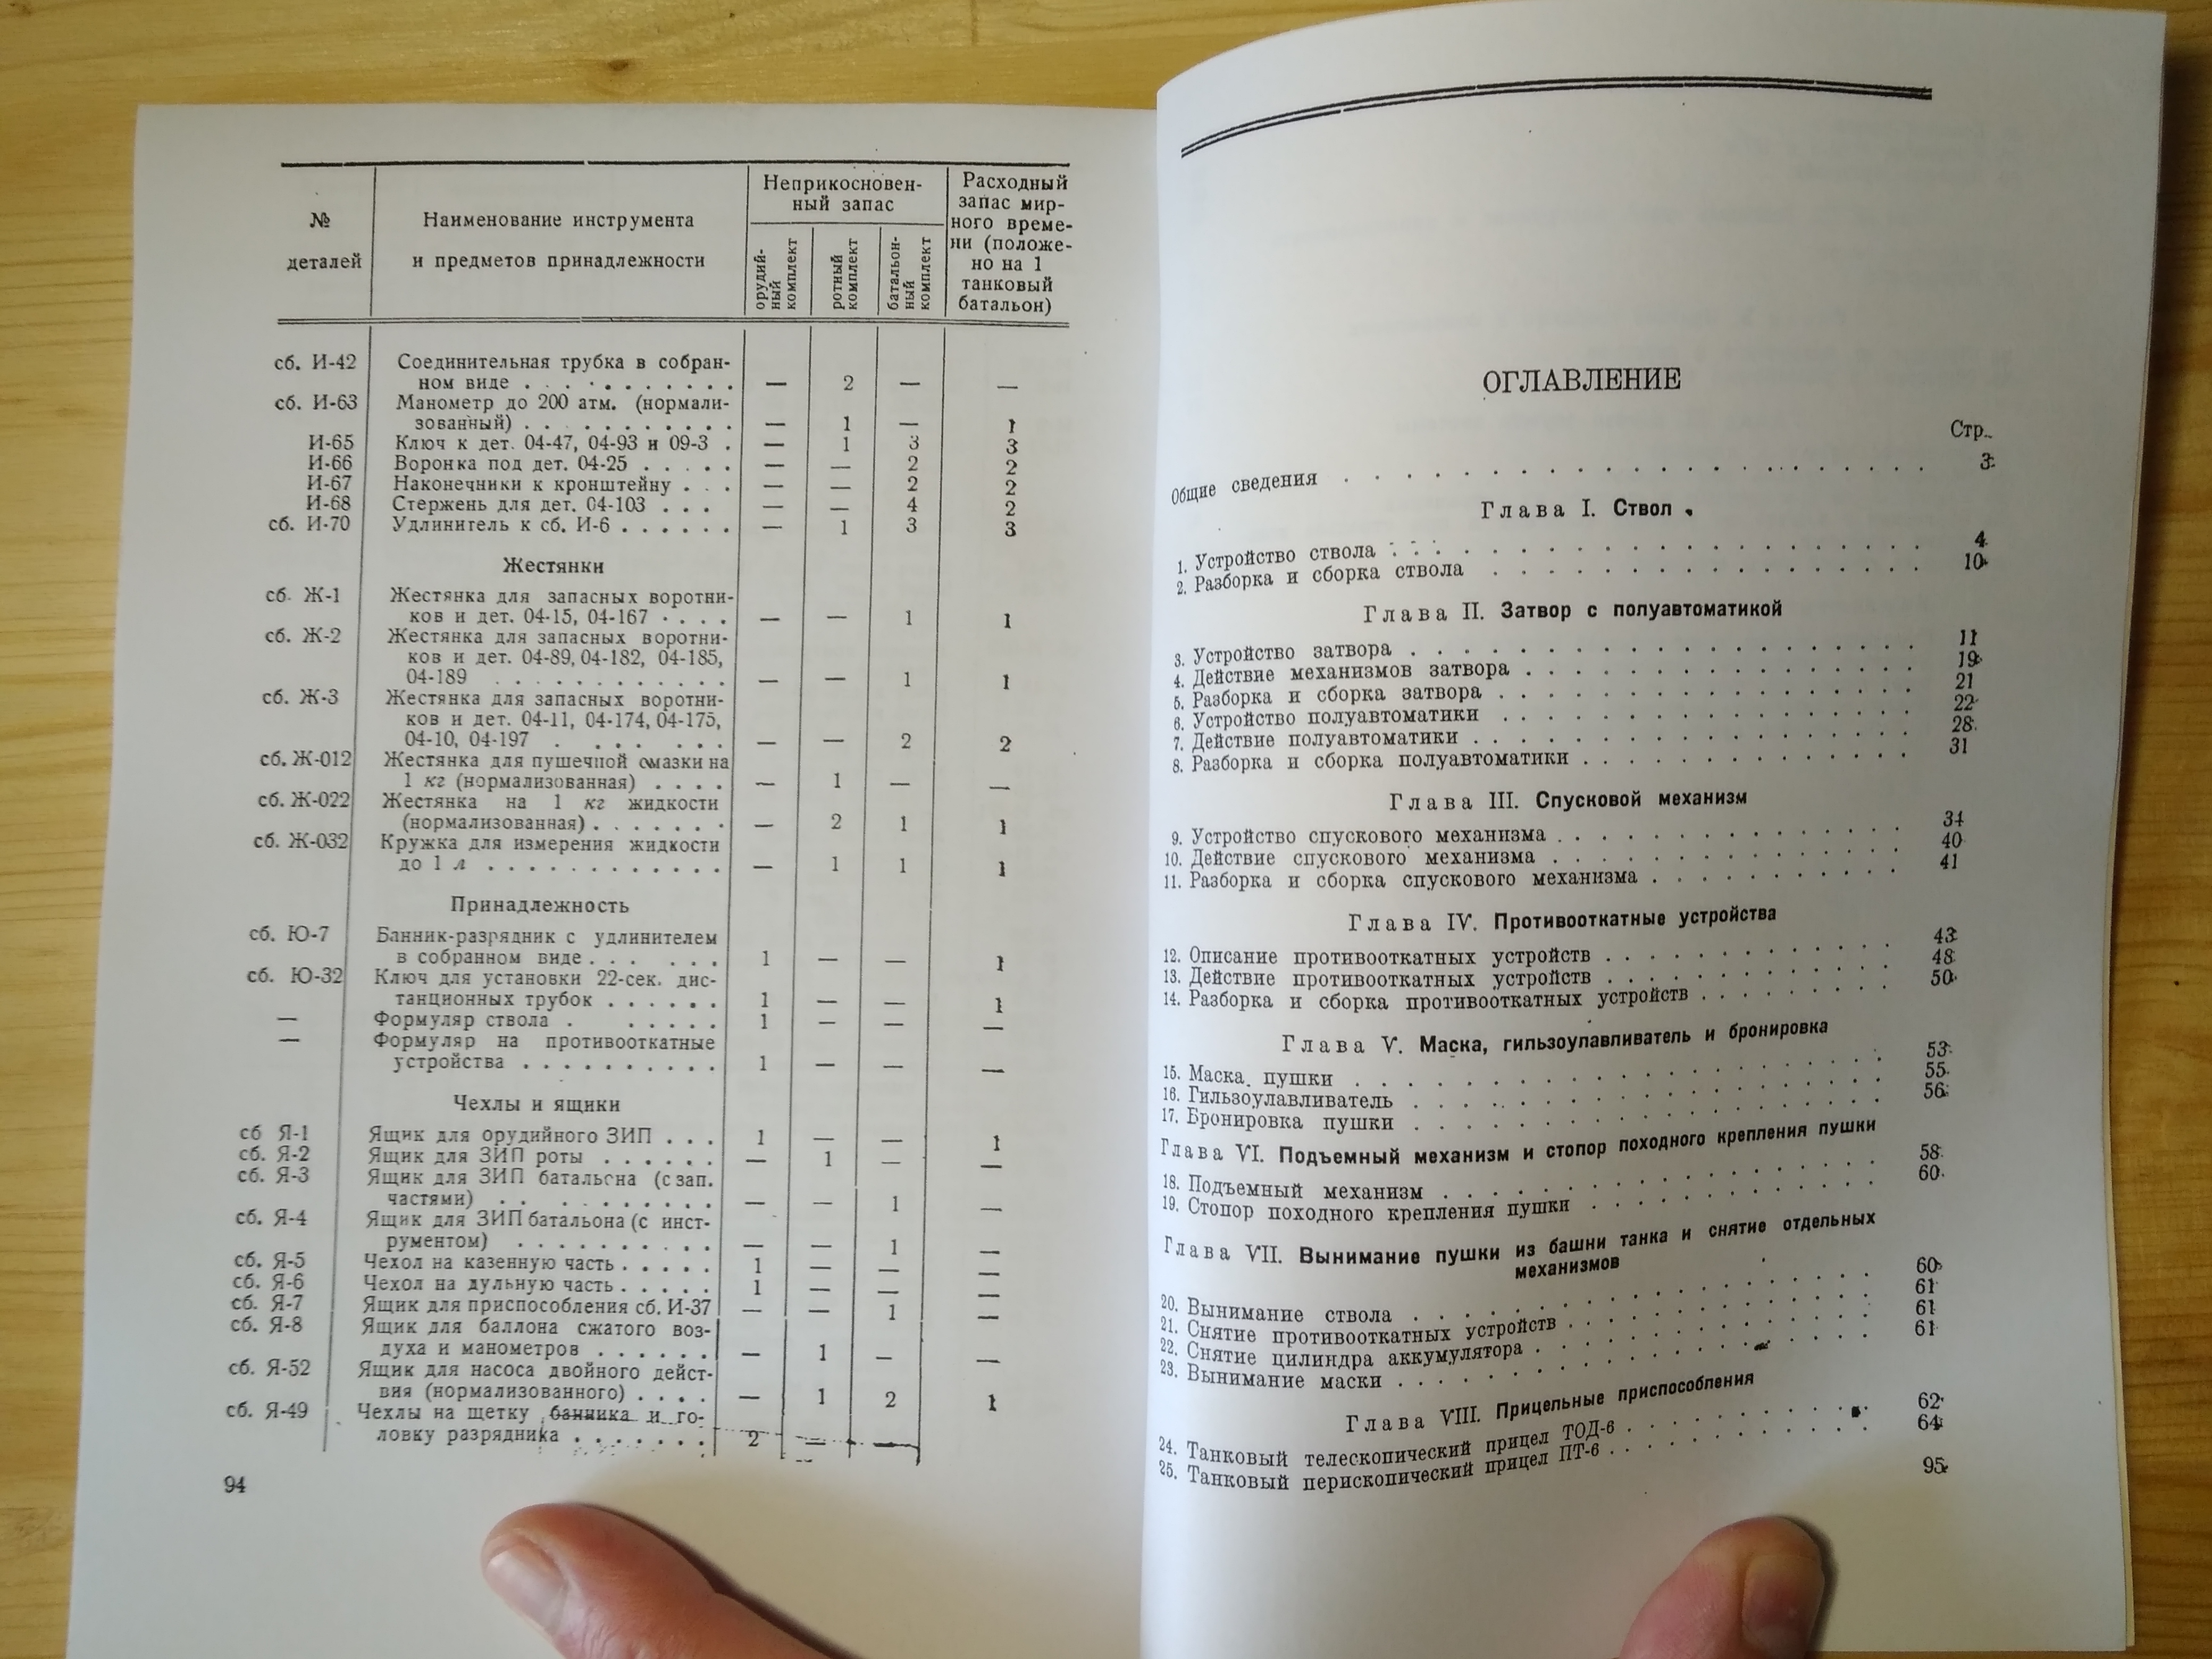 №
деталей
Наименование инструмента
и предметов принадлежности
Неприкосновен-
ный запас
орудий-
ный
комплект
ротный
комплект
батальон-
ный
комплект
Расходный
запас мир-
ного време-
ни (положе-
но на 1
танковый
батальон)
сб. И-42 Соединительная трубка в собран-
ном виде . . . . . . . . . . — 2 — —
сб. И-63 Манометр до 200 атм. (нормали-
зованный) . . . . . . . . . . — 1 — 1
И-65 Ключ к дет. 04-47, 04-93 и 09-3 . — 1 3 3
И-66 Воронка под дет. 04-25 . . . . . — — 2 2
И-67 Наконечники к кронштейну . . . — — 2 2
И-68 Стержень для дет. 04-103 . . . — — 4 2
сб. И-70 Удлинитель к сб. И-6 . . . . . . — 1 3 3
Жестянки
сб. Ж-1 Жестянка для запасных воротни-
ков и дет. 04-15, 04-167 . . . . — — 1 1
сб. Ж-2 Жестянка для запасных воротни-
ков и дет. 04-89, 04-182, 04-185,
04-189 . . . . . . . . . . . — — 1 1
сб. Ж-3 Жестянка для запасных воротни-
ков и дет. 04-11, 04-174, 04-175,
04-10, 04-197 . . . . . . . — — 2 2
сб. Ж-012 Жестянка для пушечной смазки на
1 кг (нормализованная) . . . . — 1 — —
сб. Ж-022 Жестянка на 1 кг жидкости
(нормализованная) . . . . . . — 2 1 1
сб. Ж-032 Кружка для измерения жидкости
до 1 л . . . . . . . . . . . . — 1 1 1
Принадлежность
сб. Ю-7 Банник-разрядник с удлинителем
в собранном виде . . . . . . 1 — — 1
сб. Ю-32 Ключ для установки 22-сек. дис-
танционных трубок . . . . . . 1 — — 1
— Формуляр ствола . . . . . . 1 — — —
— Формуляр на противооткатные
устройства . . . . . . . . . . 1 — — —
Чехлы и ящики
сб Я-1 Ящик для орудийного ЗИП . . . 1 — — 1
сб. Я-2 Ящик для ЗИП роты . . . . . . — 1 — —
сб. Я-3 Ящик для ЗИП батальона (с зап.
частями) . . . . . . . . . — — 1 —
сб. Я-4 Ящик для ЗИП батальона (с инст-
рументом) . . . . . . . . . . — — 1 —
сб. Я-5 Чехол на казенную часть . . . . . 1 — — —
сб. Я-6 Чехол на дульную часть . . . . . 1 — — —
сб. Я-7 Ящик для приспособления сб. И-37 — — 1 —
сб. Я-8 Ящик для баллона сжатого воз-
духа и манометров . . . . . . — 1 — —
сб. Я-52 Ящик для насоса двойного дейст-
вия (нормализованного) . . . . — 1 2 1
сб. Я-49 Чехлы на щетку банника и го-
ловку разрядника . . . . . . . 2 — —
94
ОГЛАВЛЕНИЕ
Стр.
Общие сведения . . . . . . . . . . . . . . . . . . . . 3
Глава I. Ствол
1. Устройство ствола . . . . . . . . . . . . . . . . . . 4
2. Разборка и сборка ствола . . . . . . . . . . . . . . . 10
Глава II. Затвор с полуавтоматикой
3. Устройство затвора . . . . . . . . . . . . . . . . . 11
4. Действие механизмов затвора . . . . . . . . . . . . . 19
5. Разборка и сборка затвора . . . . . . . . . . . . . . 21
6. Устройство полуавтоматики . . . . . . . . . . . . . . 22
7. Действие полуавтоматики . . . . . . . . . . . . . . . 28
8. Разборка и сборка полуавтоматики . . . . . . . . . . . 31
Глава III. Спусковой механизм
9. Устройство спускового механизма . . . . . . . . . . . . 34
10. Действие спускового механизма . . . . . . . . . . . . 40
11. Разборка и сборка спускового механизма . . . . . . . . . 41
Глава IV. Противооткатные устройства
12. Описание противооткатных устройств . . . . . . . . . . 43
13. Действие противооткатных устройств . . . . . . . . . . 48
14. Разборка и сборка противооткатных устройств . . . . . . . 50
Глава V. Маска, гильзоулавливатель и бронировка
15. Маска пушки . . . . . . . . . . . . . . . . . . . 53
16. Гильзоулавливатель . . . . . . . . . . . . . . . . . 55
17. Бронировка пушки . . . . . . . . . . . . . . . . . 56
Глава VI. Подъемный механизм и стопор походного крепления пушки
18. Подъемный механизм . . . . . . . . . . . . . . . . 58
19. Стопор походного крепления пушки . . . . . . . . . . . 60
Глава VII. Вынимание пушки из башни танка и снятие отдельных
механизмов
20. Вынимание ствола . . . . . . . . . . . . . . . . . 60
21. Снятие противооткатных устройств . . . . . . . . . . . 61
22. Снятие цилиндра аккумулятора . . . . . . . . . . . . 61
23. Вынимание маски . . . . . . . . . . . . . . . . . 61
Глава VIII. Прицельные приспособления
24. Танковый телескопический прицел ТОД-6 . . . . . . . . . 62
25. Танковый перископический прицел ПТ-6 . . . . . . . . . 64
95